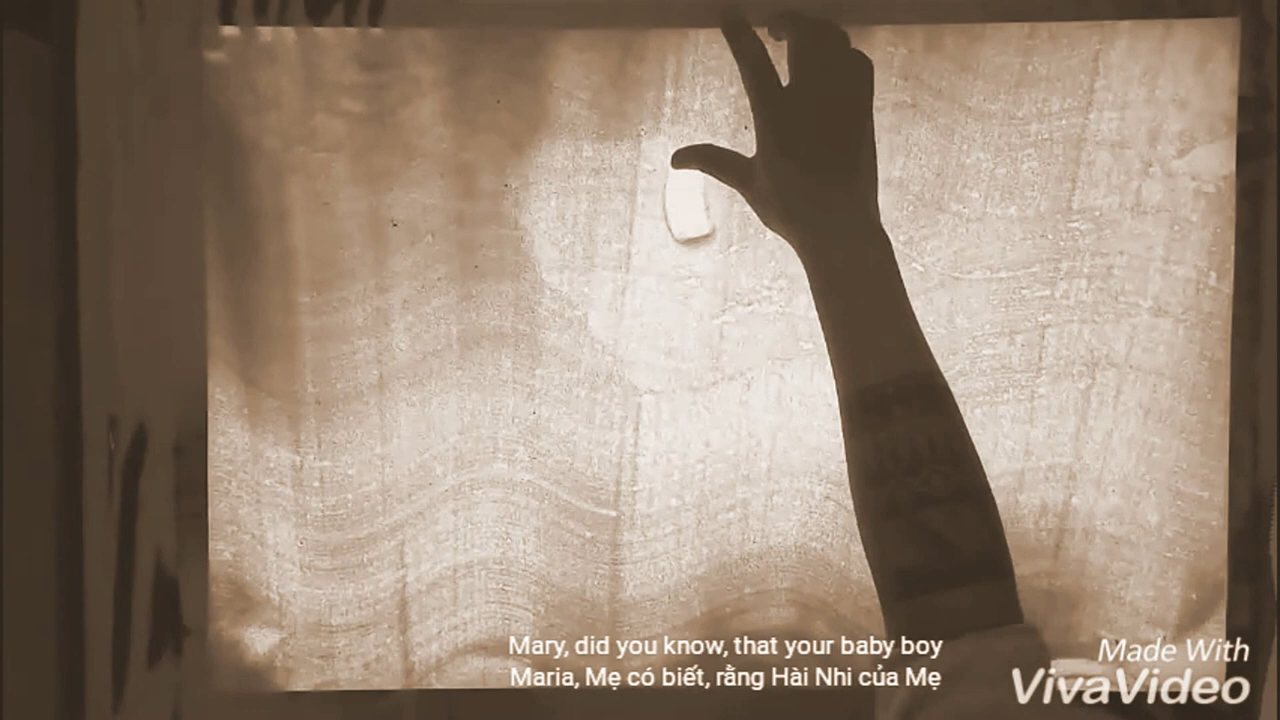 Mary, did you know, that your baby boy
Maria, Mẹ có biết, rằng Hài Nhi của Mẹ
Made With
VivaVideo